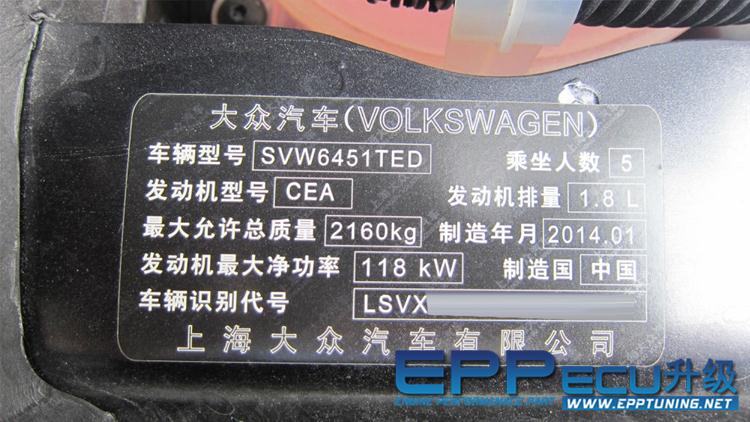 大众汽车(VOLKSWAGEN)
车辆型号 SVW6451TED 乘坐人数 5
发动机型号 CEA 发动机排量 1.8 L
最大允许总质量 2160kg 制造年月 2014.01
发动机最大净功率 118 kW 制造国 中国
车辆识别代号 LSVX
上海大众汽车有限公司
EPPECU升级
ENGINE PERFORMANCE PART
WWW.EPPTUNING.NET